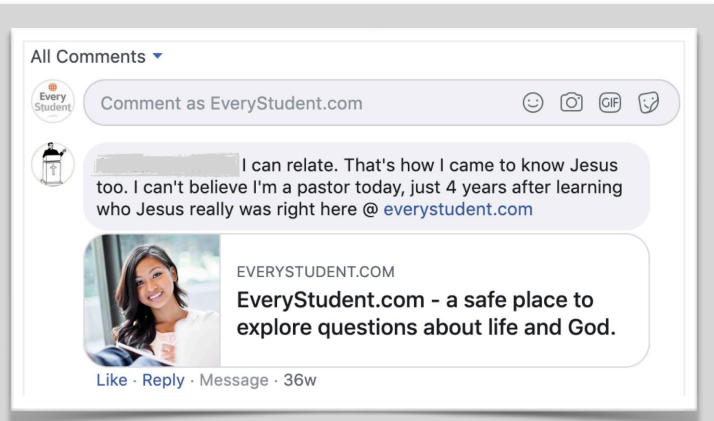 All Comments
Every
Student
Comment as EveryStudent.com
GIF
I can relate. That's how I came to know Jesus
too. I can't believe I'm a pastor today, just 4 years after learning
who Jesus really was right here @ everystudent.com
EVERYSTUDENT.COM
EveryStudent.com - a safe place to
explore questions about life and God.
Like · Reply · Message · 36w